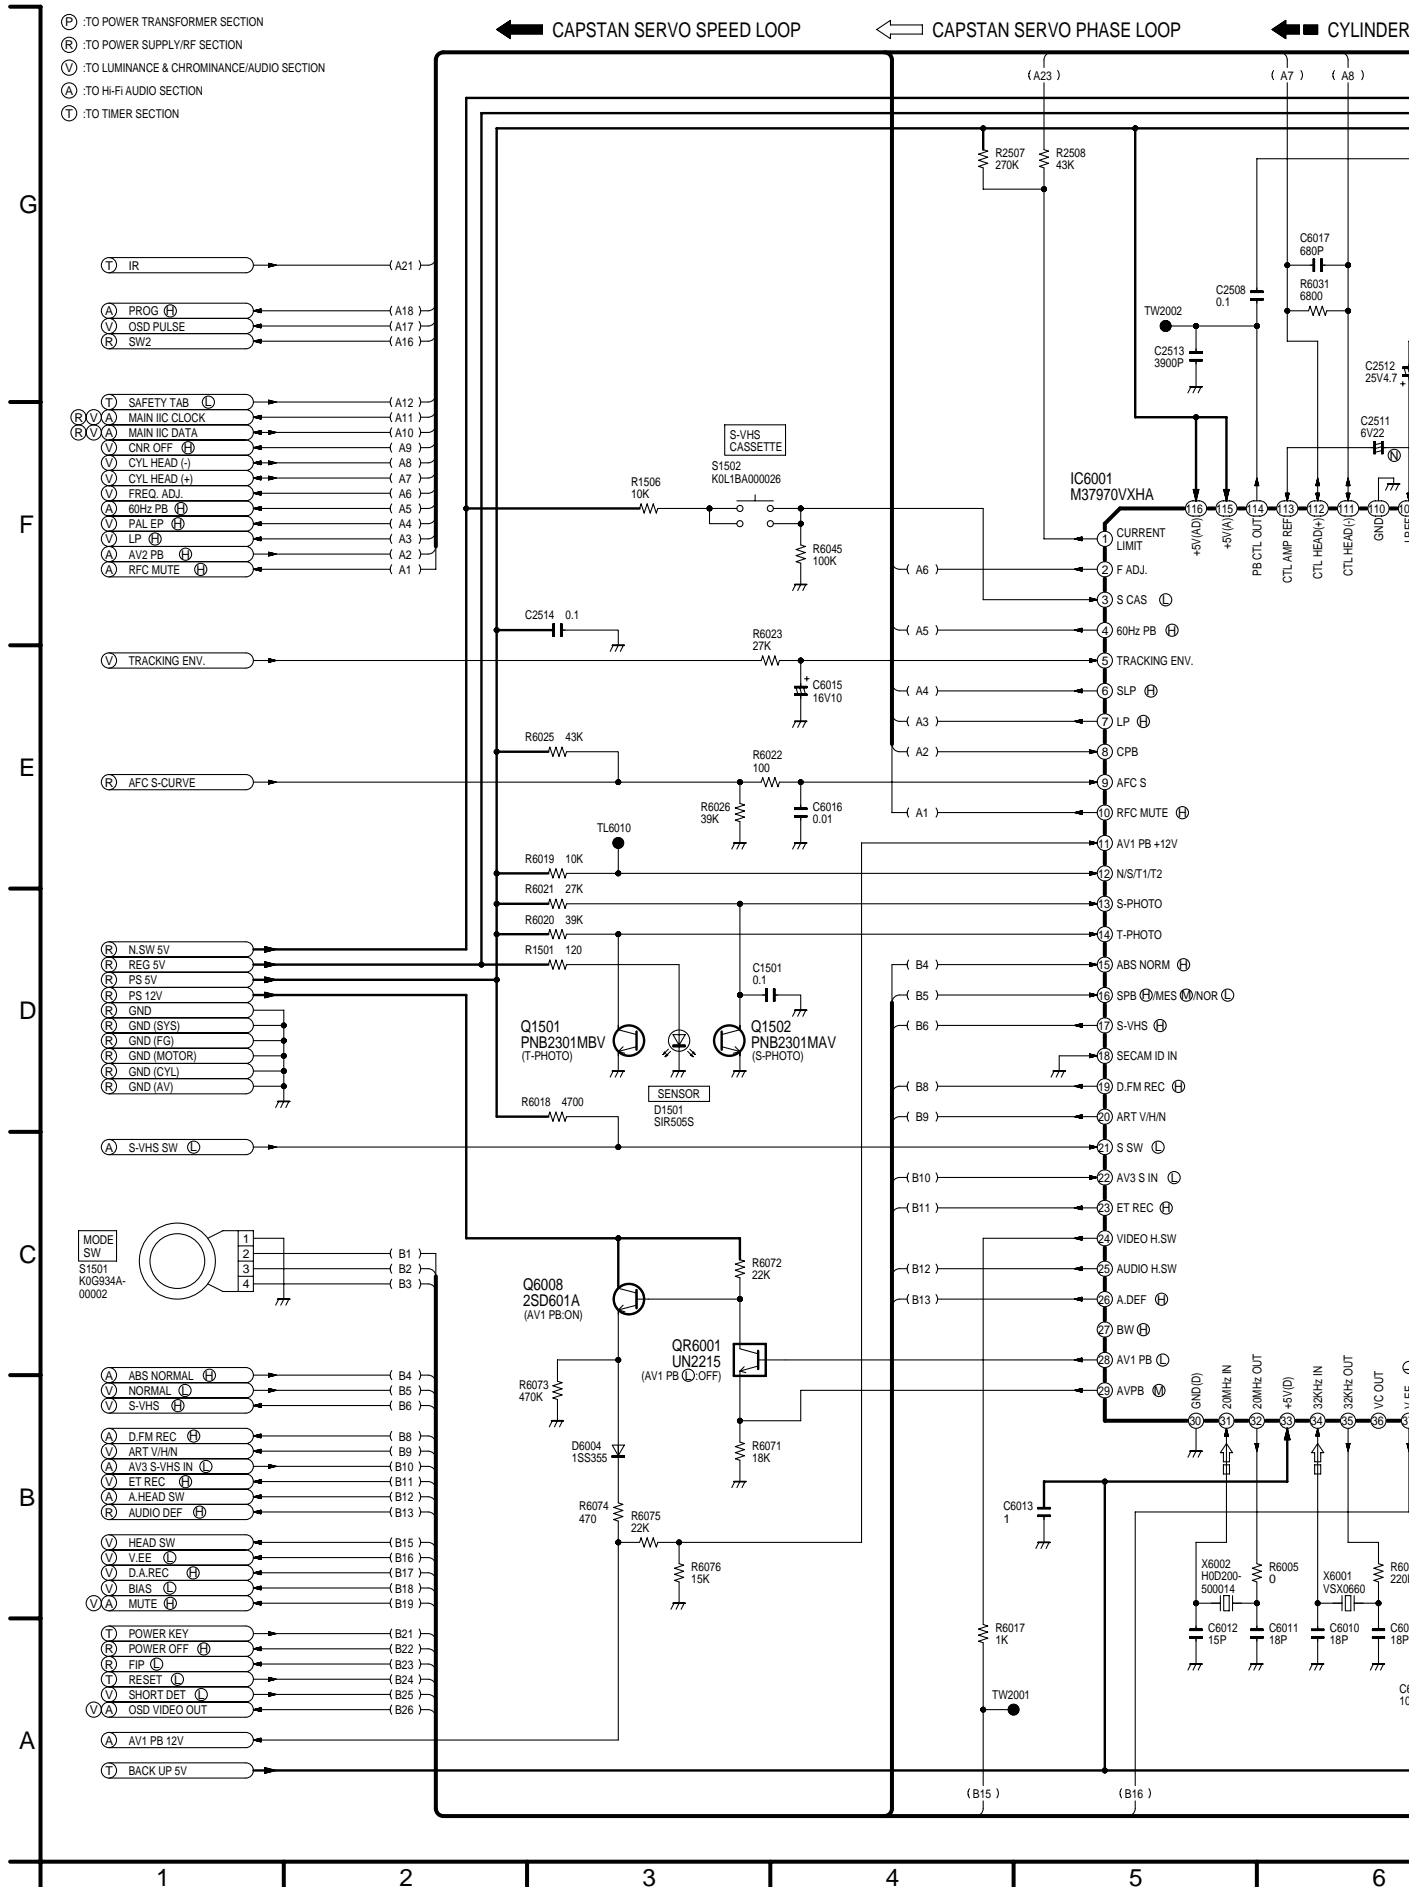 Ⓟ :TO POWER TRANSFORMER SECTION
Ⓡ :TO POWER SUPPLY/RF SECTION
Ⓥ :TO LUMINANCE & CHROMINANCE/AUDIO SECTION
Ⓐ :TO Hi-Fi AUDIO SECTION
Ⓣ :TO TIMER SECTION
CAPSTAN SERVO SPEED LOOP
CAPSTAN SERVO PHASE LOOP
CYLINDER
(A23)
(A7)
(A8)
R2507
270K
R2508
43K
G
C6017
680P
R6031
6800
C2508
0.1
TW2002
C2513
3900P
C2512
25V4.7
+
C2511
6V22
Ⓝ
Ⓣ IR (A21)
Ⓐ PROG Ⓗ (A18)
Ⓥ OSD PULSE (A17)
Ⓡ SW2 (A16)
Ⓣ SAFETY TAB Ⓛ (A12)
ⓇⓋⒶ MAIN IIC CLOCK (A11)
ⓇⓋⒶ MAIN IIC DATA (A10)
Ⓥ CNR OFF Ⓗ (A9)
Ⓥ CYL HEAD (-) (A8)
Ⓥ CYL HEAD (+) (A7)
Ⓥ FREQ. ADJ. (A6)
Ⓐ 60Hz PB Ⓗ (A5)
Ⓥ PAL EP Ⓗ (A4)
Ⓥ LP Ⓗ (A3)
Ⓐ AV2 PB Ⓗ (A2)
Ⓐ RFC MUTE Ⓗ (A1)
F
S-VHS
CASSETTE
S1502
K0L1BA000026
R1506
10K
R6045
100K
IC6001
M37970VXHA
116 +5V(AD)
115 +5V(A)
114 PB CTL OUT
113 CTL AMP REF
112 CTL HEAD(+)
111 CTL HEAD(-)
110 GND
1 CURRENT
LIMIT
(A6) 2 F ADJ.
3 S CAS Ⓛ
(A5) 4 60Hz PB Ⓗ
5 TRACKING ENV.
(A4) 6 SLP Ⓗ
(A3) 7 LP Ⓗ
(A2) 8 CPB
9 AFC S
(A1) 10 RFC MUTE Ⓗ
11 AV1 PB +12V
12 N/S/T1/T2
13 S-PHOTO
14 T-PHOTO
(B4) 15 ABS NORM Ⓗ
(B5) 16 SPB Ⓗ/MES Ⓜ/NOR Ⓛ
(B6) 17 S-VHS Ⓗ
18 SECAM ID IN
(B8) 19 D.FM REC Ⓗ
(B9) 20 ART V/H/N
21 S SW Ⓛ
(B10) 22 AV3 S IN Ⓛ
(B11) 23 ET REC Ⓗ
24 VIDEO H.SW
(B12) 25 AUDIO H.SW
(B13) 26 A.DEF Ⓗ
27 BW Ⓗ
28 AV1 PB Ⓛ
29 AVPB Ⓜ
C2514 0.1
Ⓥ TRACKING ENV.
R6023
27K
+
C6015
16V10
E
R6025 43K
Ⓡ AFC S-CURVE
R6022
100
R6026
39K
C6016
0.01
TL6010
R6019 10K
R6021 27K
R6020 39K
R1501 120
Ⓡ N.SW 5V
Ⓡ REG 5V
Ⓡ PS 5V
Ⓡ PS 12V
Ⓡ GND
Ⓡ GND (SYS)
Ⓡ GND (FG)
Ⓡ GND (MOTOR)
Ⓡ GND (CYL)
Ⓡ GND (AV)
D
C1501
0.1
Q1501
PNB2301MBV
(T-PHOTO)
Q1502
PNB2301MAV
(S-PHOTO)
SENSOR
D1501
SIR505S
R6018 4700
Ⓐ S-VHS SW Ⓛ
MODE
SW
S1501
K0G934A-
00002
1
2 (B1)
3 (B2)
4 (B3)
C
Q6008
2SD601A
(AV1 PB:ON)
R6072
22K
QR6001
UN2215
(AV1 PB Ⓛ:OFF)
R6073
470K
D6004
1SS355
R6071
18K
R6074
470
R6075
22K
R6076
15K
30 GND(D)
31 20MHz IN
32 20MHz OUT
33 +5V(D)
34 32KHz IN
35 32KHz OUT
36 VC OUT
Ⓐ ABS NORMAL Ⓗ (B4)
Ⓥ NORMAL Ⓛ (B5)
Ⓥ S-VHS Ⓗ (B6)
Ⓐ D.FM REC Ⓗ (B8)
Ⓥ ART V/H/N (B9)
Ⓐ AV3 S-VHS IN Ⓛ (B10)
Ⓥ ET REC Ⓗ (B11)
Ⓐ A.HEAD SW (B12)
Ⓡ AUDIO DEF Ⓗ (B13)
B
Ⓥ HEAD SW (B15)
Ⓥ V.EE Ⓛ (B16)
Ⓥ D.A.REC Ⓗ (B17)
Ⓥ BIAS Ⓛ (B18)
ⓋⒶ MUTE Ⓗ (B19)
Ⓣ POWER KEY (B21)
Ⓡ POWER OFF Ⓗ (B22)
Ⓡ FIP Ⓛ (B23)
Ⓣ RESET Ⓛ (B24)
Ⓥ SHORT DET Ⓛ (B25)
ⓋⒶ OSD VIDEO OUT (B26)
A
Ⓐ AV1 PB 12V
Ⓣ BACK UP 5V
C6013
1
X6002
H0D200-
500014
R6005
0
X6001
VSX0660
C6012
15P
C6011
18P
C6010
18P
18P
R6017
1K
TW2001
(B15)
(B16)
1
2
3
4
5
6